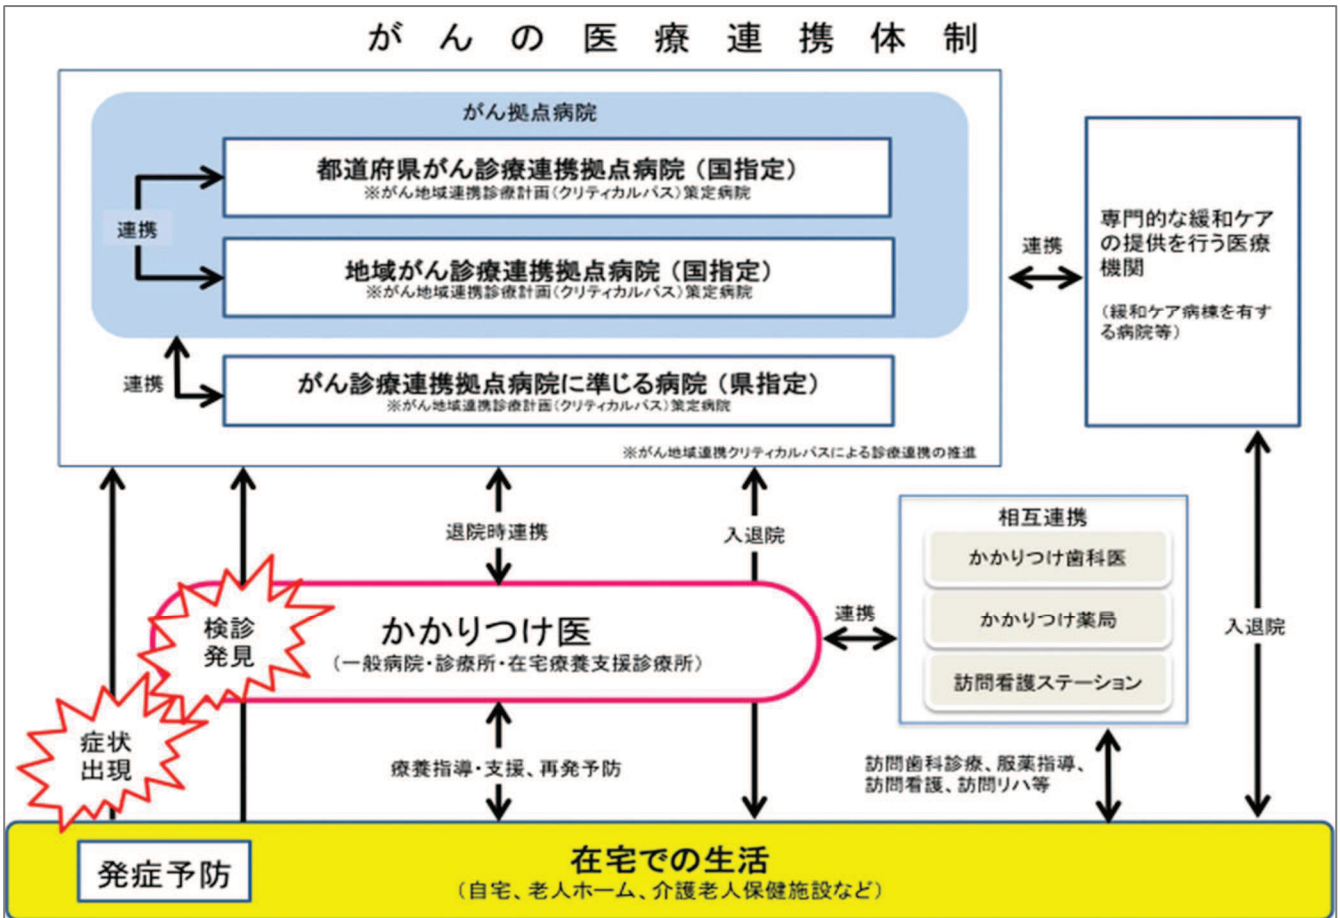 がんの医療連携体制
がん拠点病院
都道府県がん診療連携拠点病院（国指定）
※がん地域連携診療計画（クリティカルパス）策定病院
連携
地域がん診療連携拠点病院（国指定）
※がん地域連携診療計画（クリティカルパス）策定病院
連携
がん診療連携拠点病院に準じる病院（県指定）
※がん地域連携診療計画（クリティカルパス）策定病院
※がん地域連携クリティカルパスによる診療連携の推進
連携
専門的な緩和ケア
の提供を行う医療
機関
（緩和ケア病棟を有す
る病院等）
退院時連携
入退院
相互連携
かかりつけ歯科医
かかりつけ薬局
訪問看護ステーション
検診
発見
かかりつけ医
（一般病院・診療所・在宅療養支援診療所）
連携
入退院
症状
出現
療養指導・支援、再発予防
訪問歯科診療、服薬指導、
訪問看護、訪問リハ等
発症予防
在宅での生活
（自宅、老人ホーム、介護老人保健施設など）